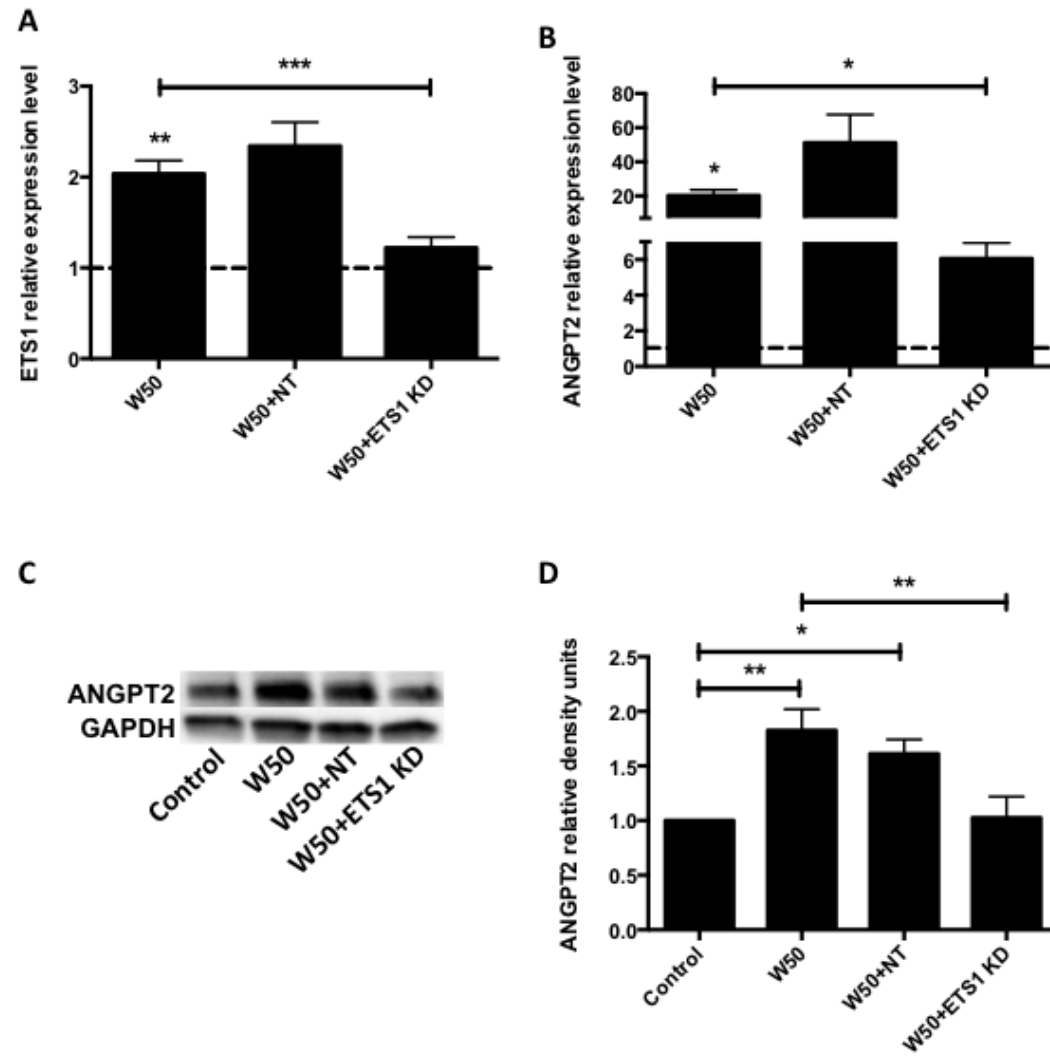 A
ETS1 relative expression level
***
**
3
2
1
0
W50
W50+NT
W50+ETS1 KD
B
ANGPT2 relative expression level
*
*
80
60
40
20
6
4
2
0
W50
W50+NT
W50+ETS1 KD
C
ANGPT2
GAPDH
Control
W50
W50+NT
W50+ETS1 KD
D
ANGPT2 relative density units
**
*
**
2.5
2.0
1.5
1.0
0.5
0.0
Control
W50
W50+NT
W50+ETS1 KD